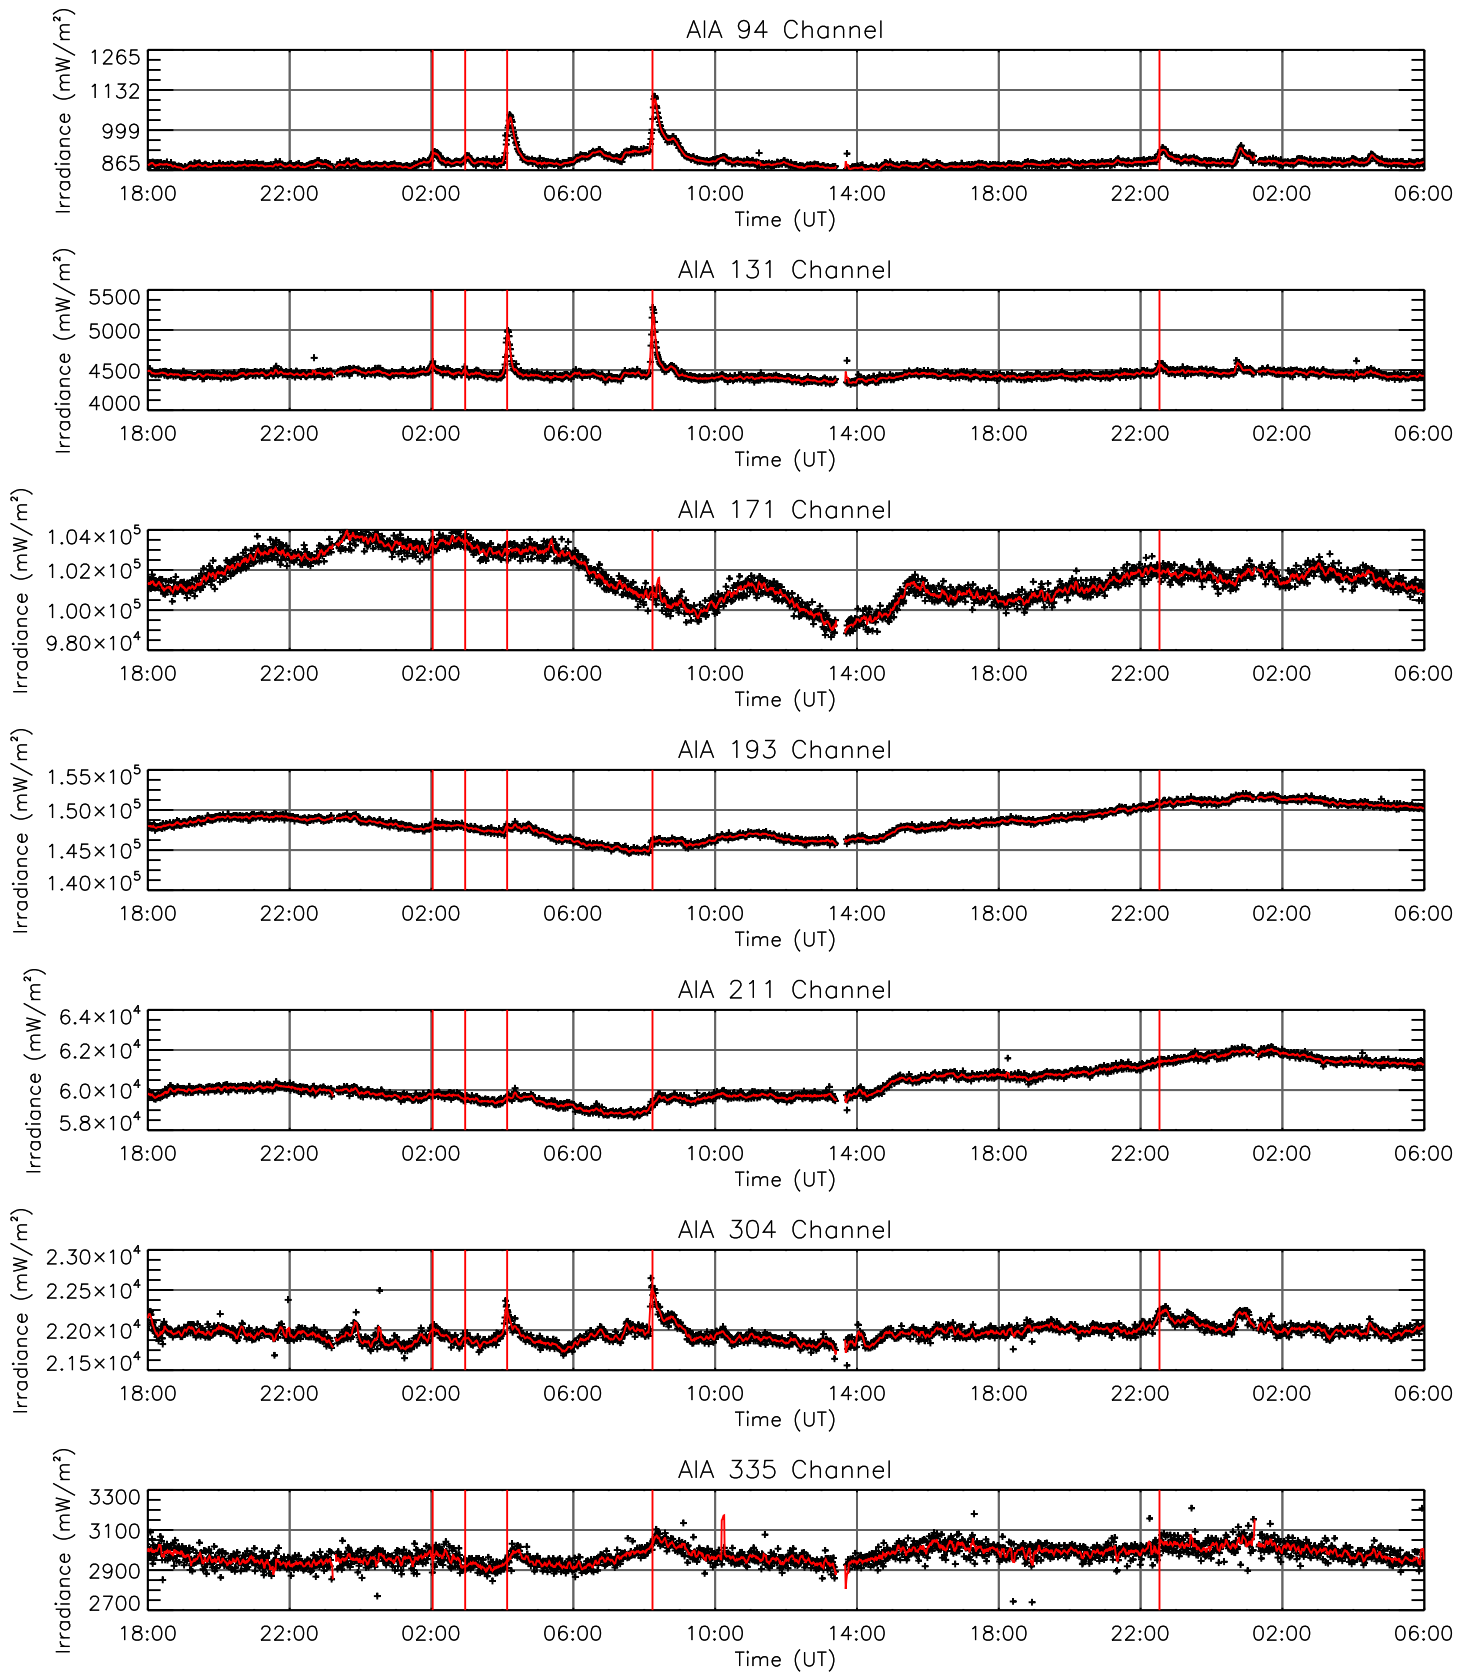 AIA 94 Channel
Irradiance (mW/m²)
1265
1132
999
865
18:00 22:00 02:00 06:00 10:00 14:00 18:00 22:00 02:00 06:00
Time (UT)
AIA 131 Channel
Irradiance (mW/m²)
5500
5000
4500
4000
18:00 22:00 02:00 06:00 10:00 14:00 18:00 22:00 02:00 06:00
Time (UT)
AIA 171 Channel
Irradiance (mW/m²)
1.04×10⁵
1.02×10⁵
1.00×10⁵
9.80×10⁴
18:00 22:00 02:00 06:00 10:00 14:00 18:00 22:00 02:00 06:00
Time (UT)
AIA 193 Channel
Irradiance (mW/m²)
1.55×10⁵
1.50×10⁵
1.45×10⁵
1.40×10⁵
18:00 22:00 02:00 06:00 10:00 14:00 18:00 22:00 02:00 06:00
Time (UT)
AIA 211 Channel
Irradiance (mW/m²)
6.4×10⁴
6.2×10⁴
6.0×10⁴
5.8×10⁴
18:00 22:00 02:00 06:00 10:00 14:00 18:00 22:00 02:00 06:00
Time (UT)
AIA 304 Channel
Irradiance (mW/m²)
2.30×10⁴
2.25×10⁴
2.20×10⁴
2.15×10⁴
18:00 22:00 02:00 06:00 10:00 14:00 18:00 22:00 02:00 06:00
Time (UT)
AIA 335 Channel
Irradiance (mW/m²)
3300
3100
2900
2700
18:00 22:00 02:00 06:00 10:00 14:00 18:00 22:00 02:00 06:00
Time (UT)